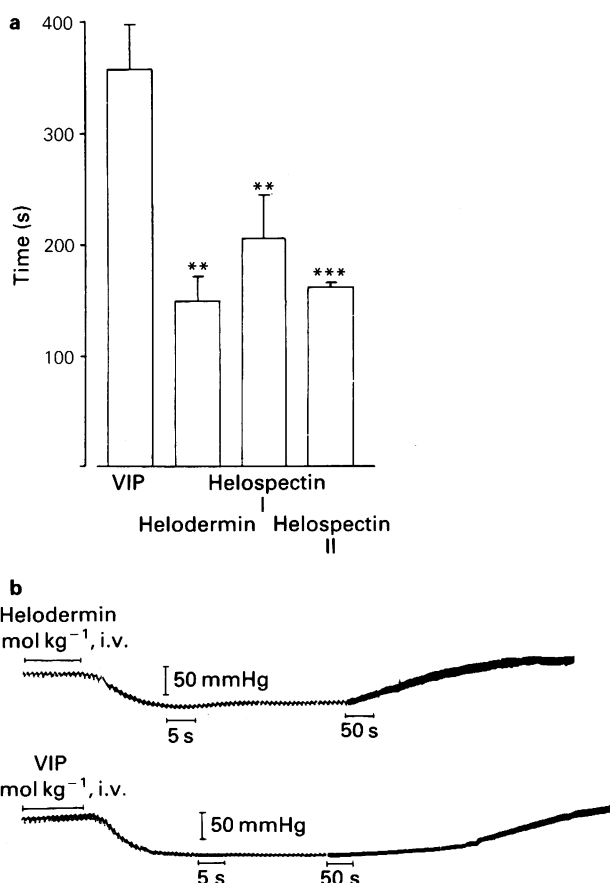 a
400
300
200
100
Time (s)
**
**
***
VIP
Helospectin
I
Helodermin
Helospectin
II
b
Helodermin
mol kg⁻¹, i.v.
50 mmHg
5 s
50 s
VIP
mol kg⁻¹, i.v.
50 mmHg
5 s
50 s